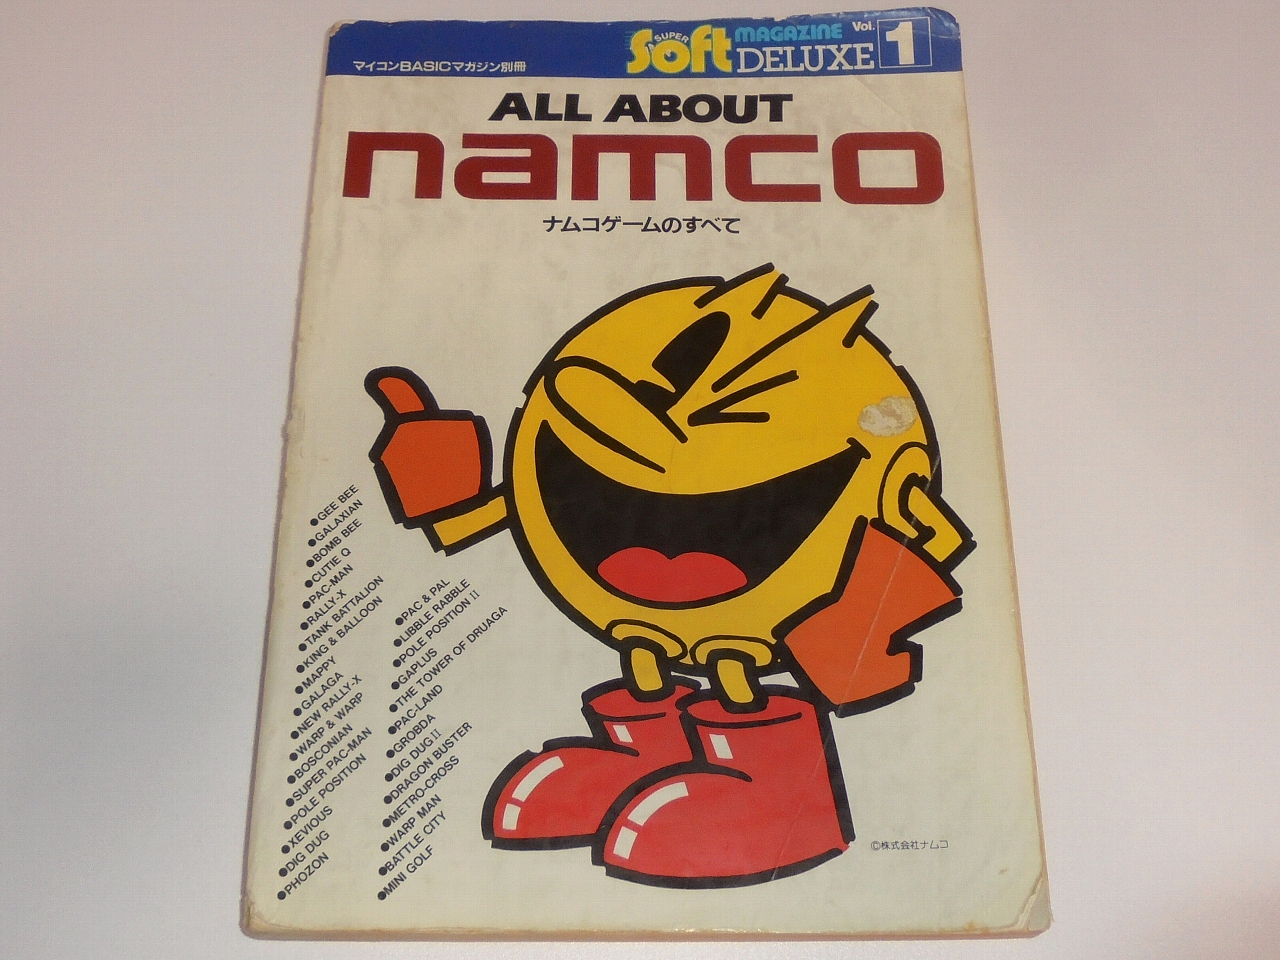 マイコンBASICマガジン別冊
SUPER Soft MAGAZINE DELUXE Vol. 1
ALL ABOUT
namco
ナムコゲームのすべて
●GEE BEE
●GALAXIAN
●BOMB BEE
●CUTIE Q
●PAC-MAN
●RALLY-X
●TANK BATTALION
●KING & BALLOON
●MAPPY
●GALAGA
●NEW RALLY-X
●WARP & WARP
●BOSCONIAN
●SUPER PAC-MAN
●POLE POSITION
●XEVIOUS
●DIG DUG
●PHOZON
●PAC & PAL
●LIBBLE RABBLE
●POLE POSITION II
●GAPLUS
●THE TOWER OF DRUAGA
●PAC-LAND
●GROBDA
●DIG DUG II
●DRAGON BUSTER
●METRO-CROSS
●WARP MAN
●BATTLE CITY
●MINI GOLF
©株式会社ナムコ